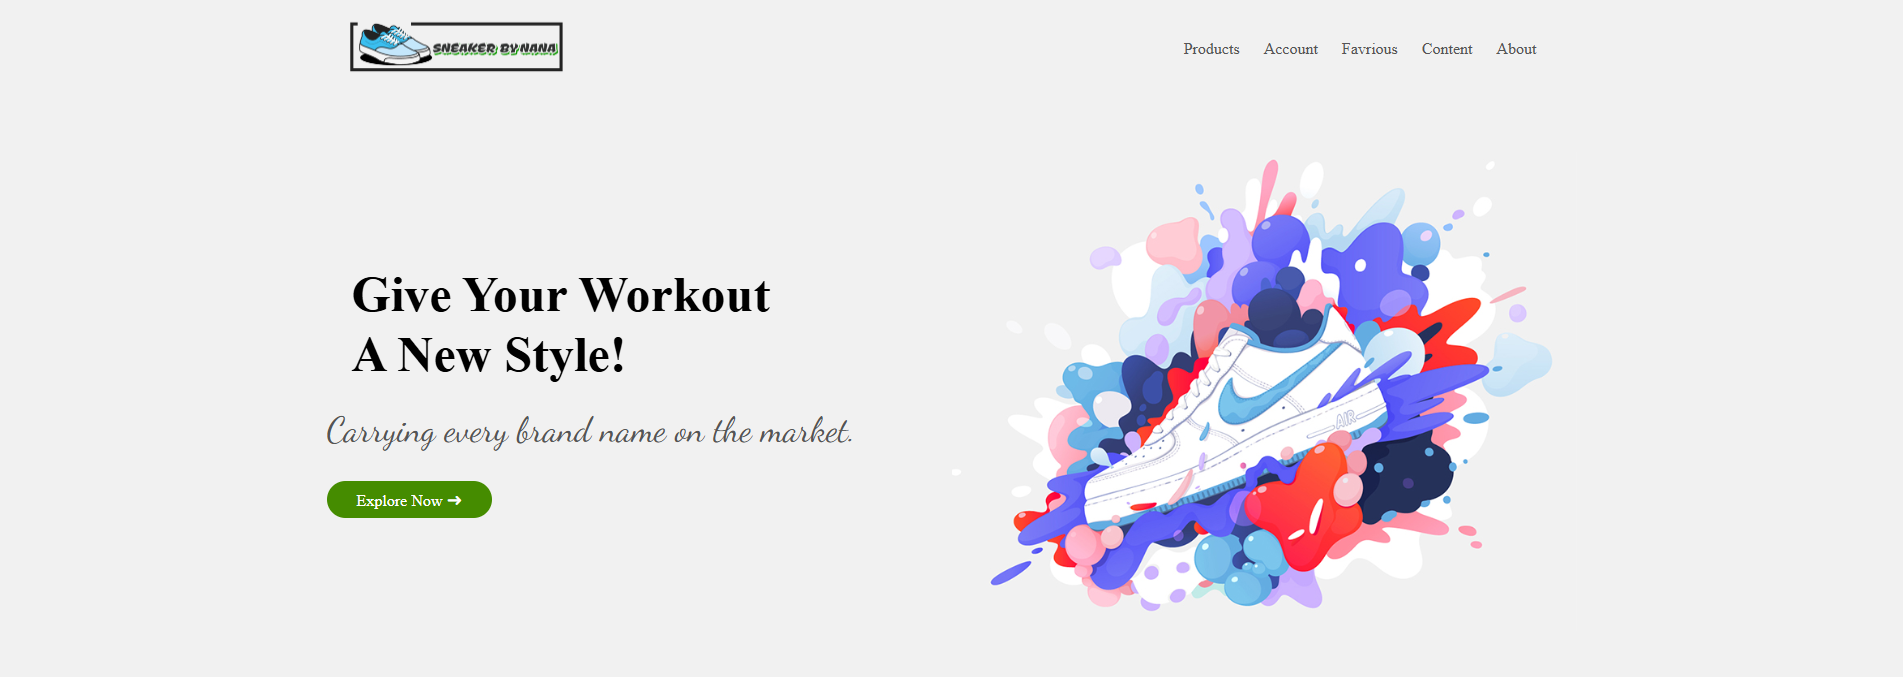 SNEAKER BY NANA
Products Account Favrious Content About
Give Your Workout
A New Style!
Carrying every brand name on the market.
Explore Now ➜
AIR